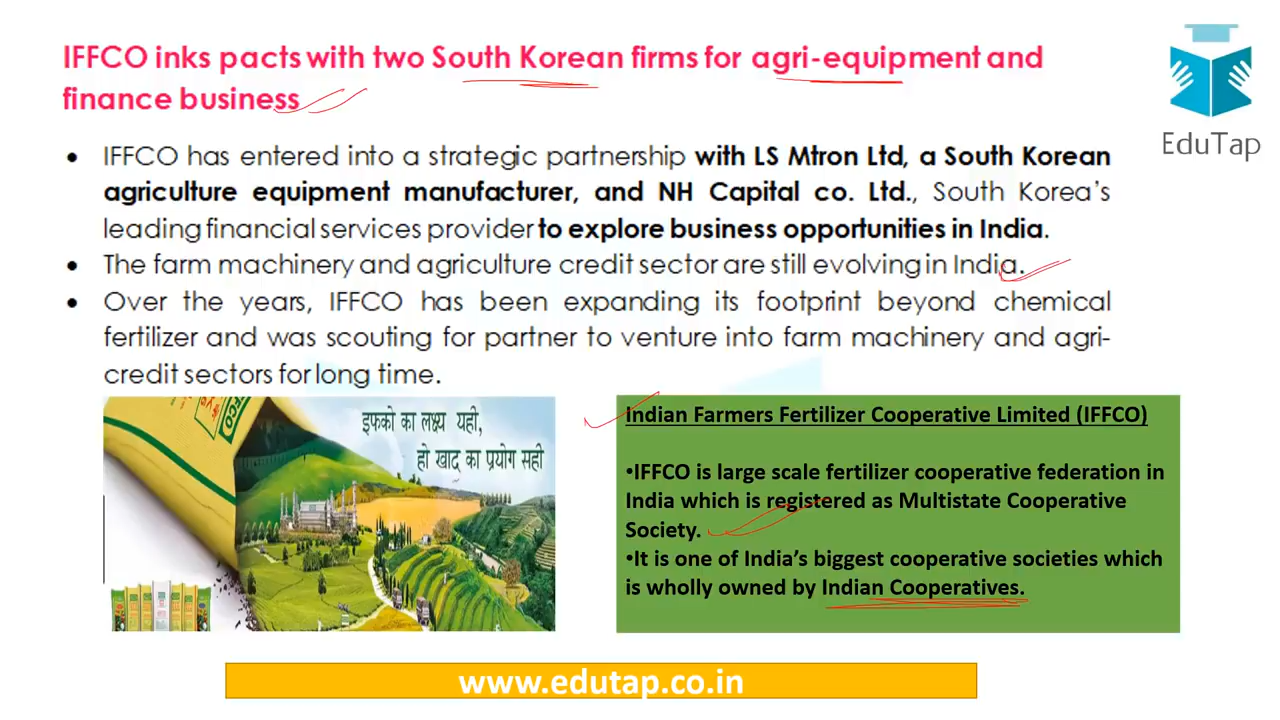 IFFCO inks pacts with two South Korean firms for agri-equipment and
finance business
EduTap
• IFFCO has entered into a strategic partnership with LS Mtron Ltd, a South Korean
agriculture equipment manufacturer, and NH Capital co. Ltd., South Korea's
leading financial services provider to explore business opportunities in India.
• The farm machinery and agriculture credit sector are still evolving in India.
• Over the years, IFFCO has been expanding its footprint beyond chemical
fertilizer and was scouting for partner to venture into farm machinery and agri-
credit sectors for long time.
IFFCO
इफको का लक्ष्य यही,
हो खाद का प्रयोग सही
Indian Farmers Fertilizer Cooperative Limited (IFFCO)
•IFFCO is large scale fertilizer cooperative federation in
India which is registered as Multistate Cooperative
Society.
•It is one of India's biggest cooperative societies which
is wholly owned by Indian Cooperatives.
www.edutap.co.in